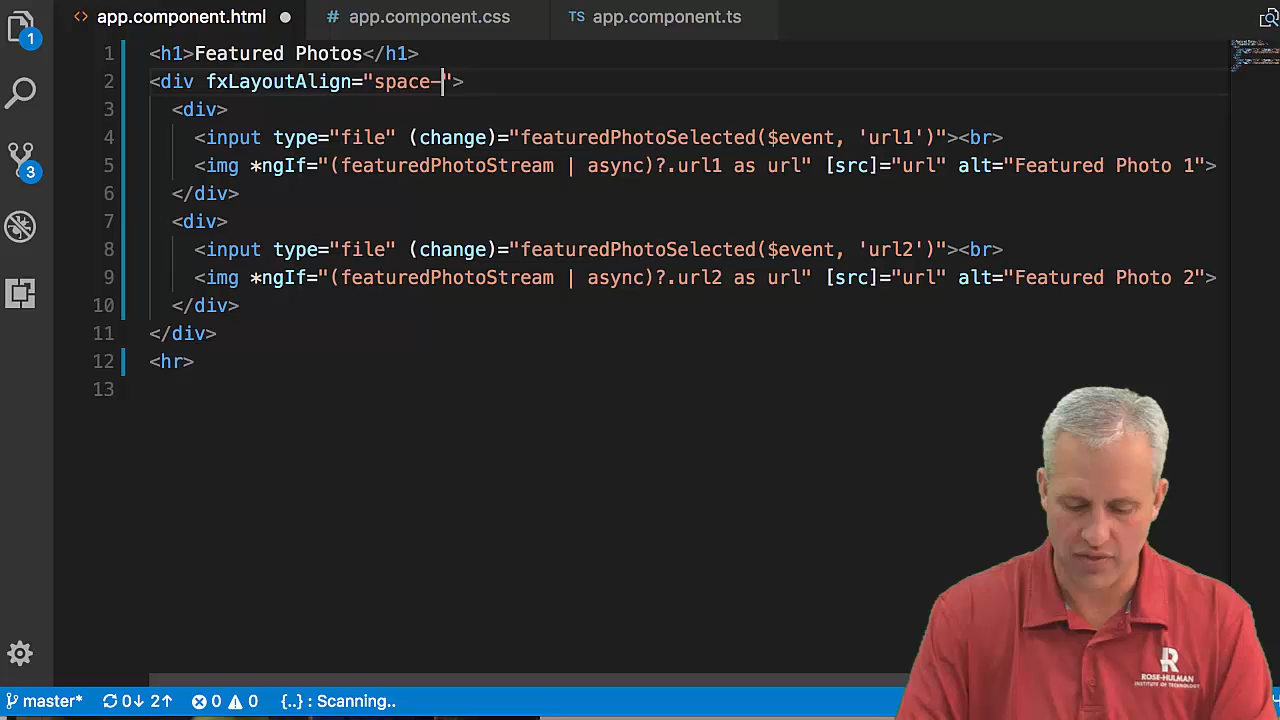 app.component.html
app.component.css
TS app.component.ts
1
1 <h1>Featured Photos</h1>
2 <div fxLayoutAlign="space-">
3 <div>
4 <input type="file" (change)="featuredPhotoSelected($event, 'url1')"><br>
5 <img *ngIf="(featuredPhotoStream | async)?.url1 as url" [src]="url" alt="Featured Photo 1">
6 </div>
7 <div>
8 <input type="file" (change)="featuredPhotoSelected($event, 'url2')"><br>
9 <img *ngIf="(featuredPhotoStream | async)?.url2 as url" [src]="url" alt="Featured Photo 2">
10 </div>
11 </div>
12 <hr>
13
3
R
ROSE-HULMAN
INSTITUTE OF TECHNOLOGY
master* 0↓ 2↑ 0 0 {..} : Scanning..